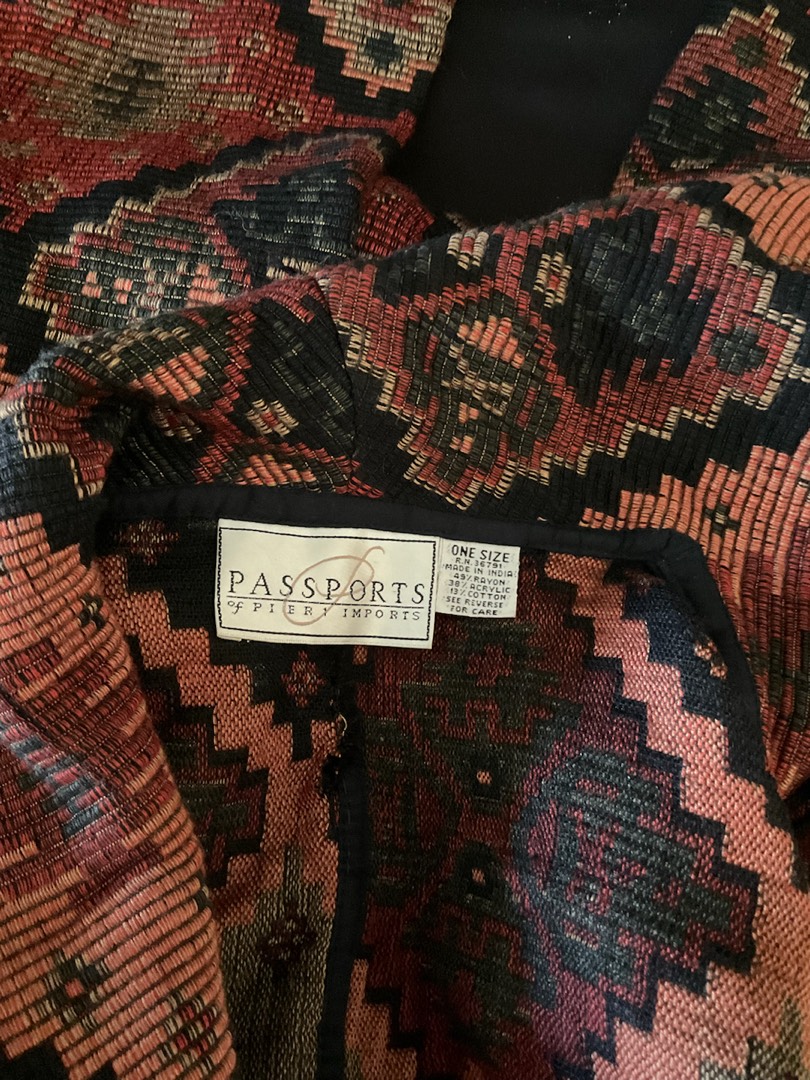 PASSPORTS
of PIER 1 IMPORTS
ONE SIZE
R.N. 36791
MADE IN INDIA
49% RAYON
38% ACRYLIC
13% COTTON
SEE REVERSE
FOR CARE